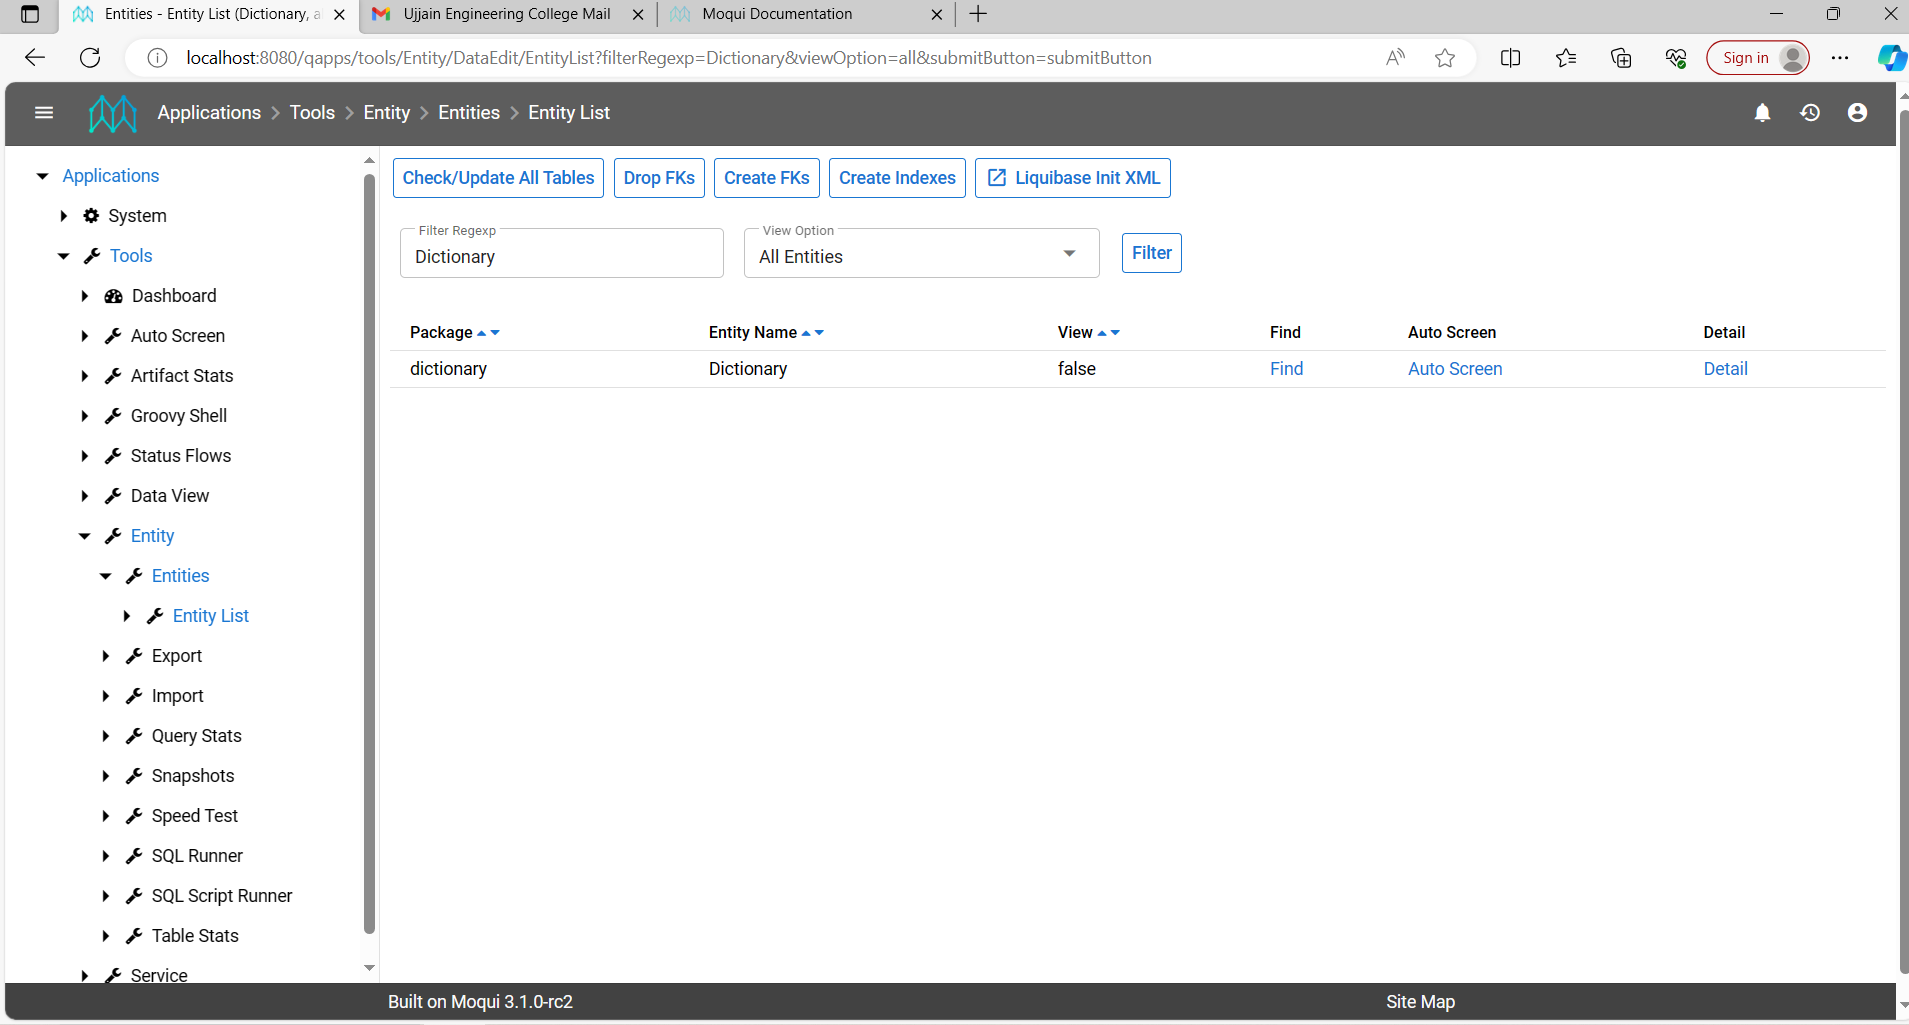 Entities - Entity List (Dictionary, a
Ujjain Engineering College Mail
Moqui Documentation
localhost:8080/qapps/tools/Entity/DataEdit/EntityList?filterRegexp=Dictionary&viewOption=all&submitButton=submitButton
Sign in
Applications > Tools > Entity > Entities > Entity List
Applications
System
Tools
Dashboard
Auto Screen
Artifact Stats
Groovy Shell
Status Flows
Data View
Entity
Entities
Entity List
Export
Import
Query Stats
Snapshots
Speed Test
SQL Runner
SQL Script Runner
Table Stats
Service
Check/Update All Tables Drop FKs Create FKs Create Indexes Liquibase Init XML
Filter Regexp View Option
Dictionary All Entities Filter
Package Entity Name View Find Auto Screen Detail
dictionary Dictionary false Find Auto Screen Detail
Built on Moqui 3.1.0-rc2 Site Map